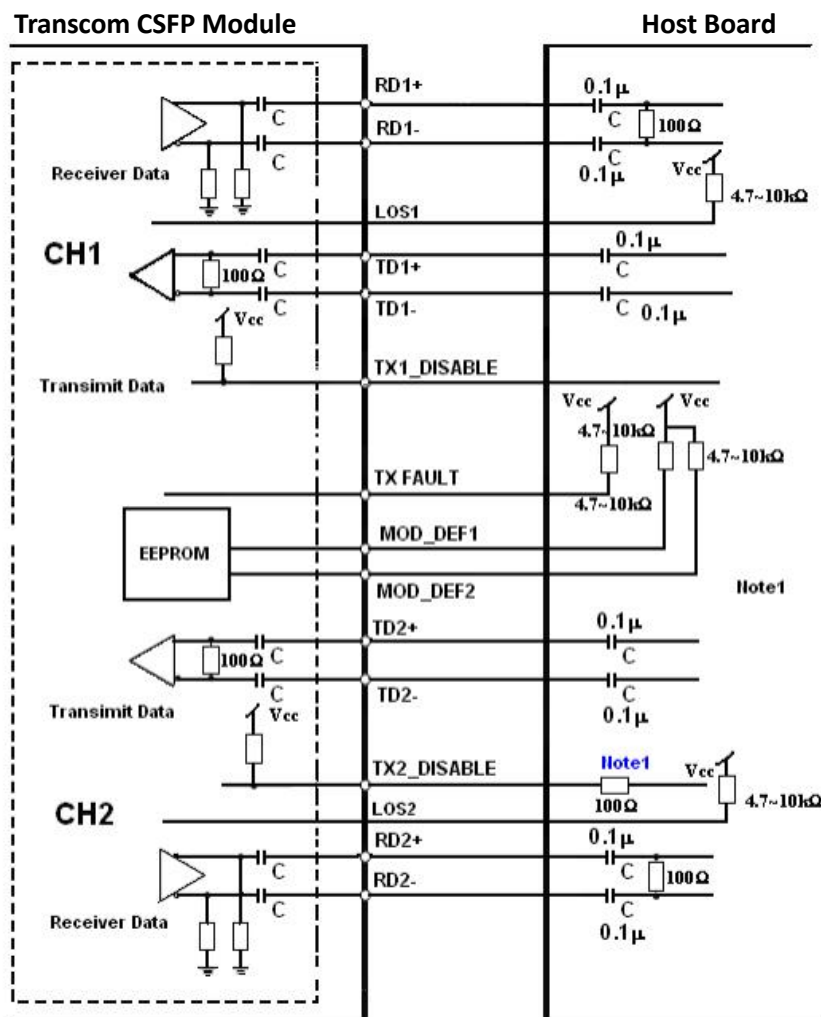 Transcom CSFP Module
Host Board
RD1+
0.1μ
C
C
100Ω
RD1-
C
C
0.1μ
Vcc
Receiver Data
4.7~10kΩ
LOS1
CH1
0.1μ
100Ω
C
TD1+
C
C
TD1-
C
0.1μ
Vcc
TX1_DISABLE
Transimit Data
Vcc
Vcc
4.7~10kΩ
4.7~10kΩ
TX FAULT
4.7~10kΩ
MOD_DEF1
EEPROM
MOD_DEF2
Note1
TD2+
0.1μ
100Ω
C
C
C
TD2-
C
0.1μ
Transimit Data
Vcc
TX2_DISABLE
Note1
Vcc
100Ω
4.7~10kΩ
CH2
LOS2
RD2+
0.1μ
C
C
100Ω
RD2-
C
C
0.1μ
Receiver Data